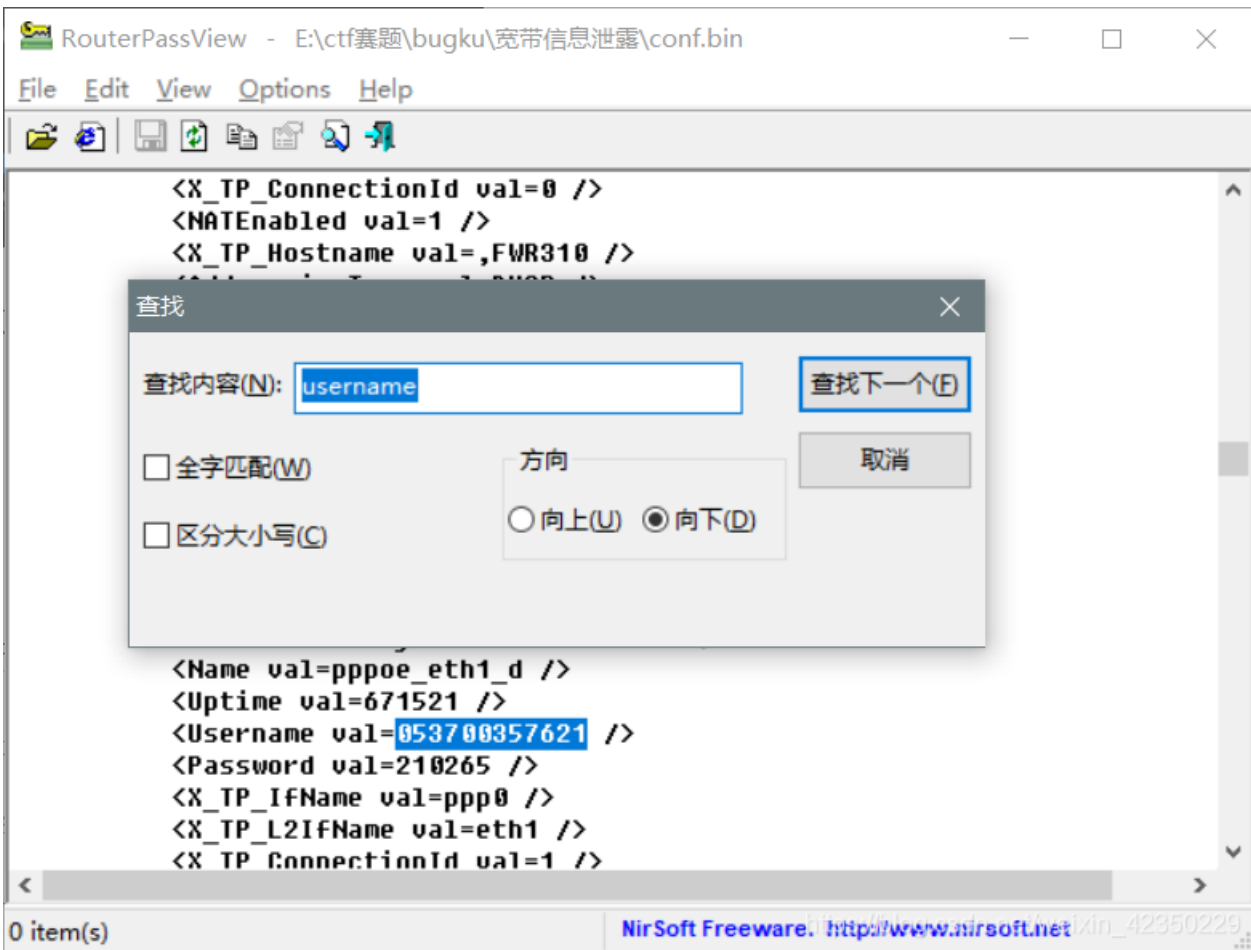 RouterPassView - E:\ctf赛题\bugku\宽带信息泄露\conf.bin
File Edit View Options Help
<X_TP_ConnectionId val=0 />
<NATEnabled val=1 />
<X_TP_Hostname val=,FWR310 />
查找
查找内容(N): username 查找下一个(F)
全字匹配(W) 方向 取消
区分大小写(C) 向上(U) 向下(D)
<Name val=pppoe_eth1_d />
<Uptime val=671521 />
<Username val=053700357621 />
<Password val=210265 />
<X_TP_IfName val=ppp0 />
<X_TP_L2IfName val=eth1 />
<X_TP_ConnectionId val=1 />
0 item(s) NirSoft Freeware. http://www.nirsoft.net